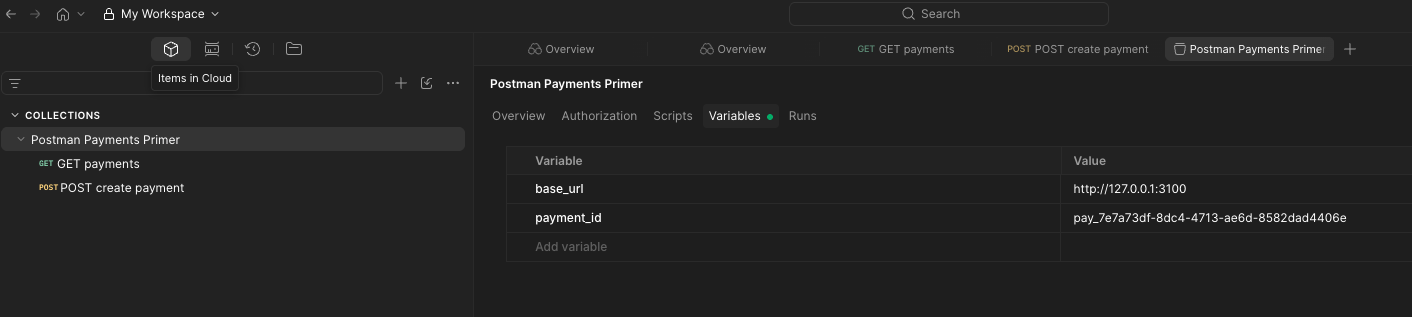 My Workspace
Search
Overview
Overview
GET GET payments
POST POST create payment
Postman Payments Primer
Items in Cloud
Postman Payments Primer
COLLECTIONS
Overview Authorization Scripts Variables Runs
Postman Payments Primer
GET GET payments
POST POST create payment
Variable Value
base_url http://127.0.0.1:3100
payment_id pay_7e7a73df-8dc4-4713-ae6d-8582dad4406e
Add variable